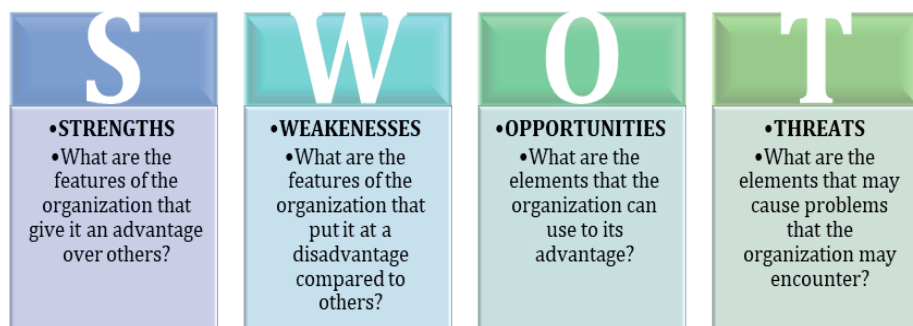 S
•STRENGTHS
•What are the
features of the
organization that
give it an advantage
over others?
W
•WEAKENESSES
•What are the
features of the
organization that
put it at a
disadvantage
compared to
others?
O
•OPPORTUNITIES
•What are the
elements that the
organization can
use to its
advantage?
T
•THREATS
•What are the
elements that may
cause problems
that the
organization may
encounter?